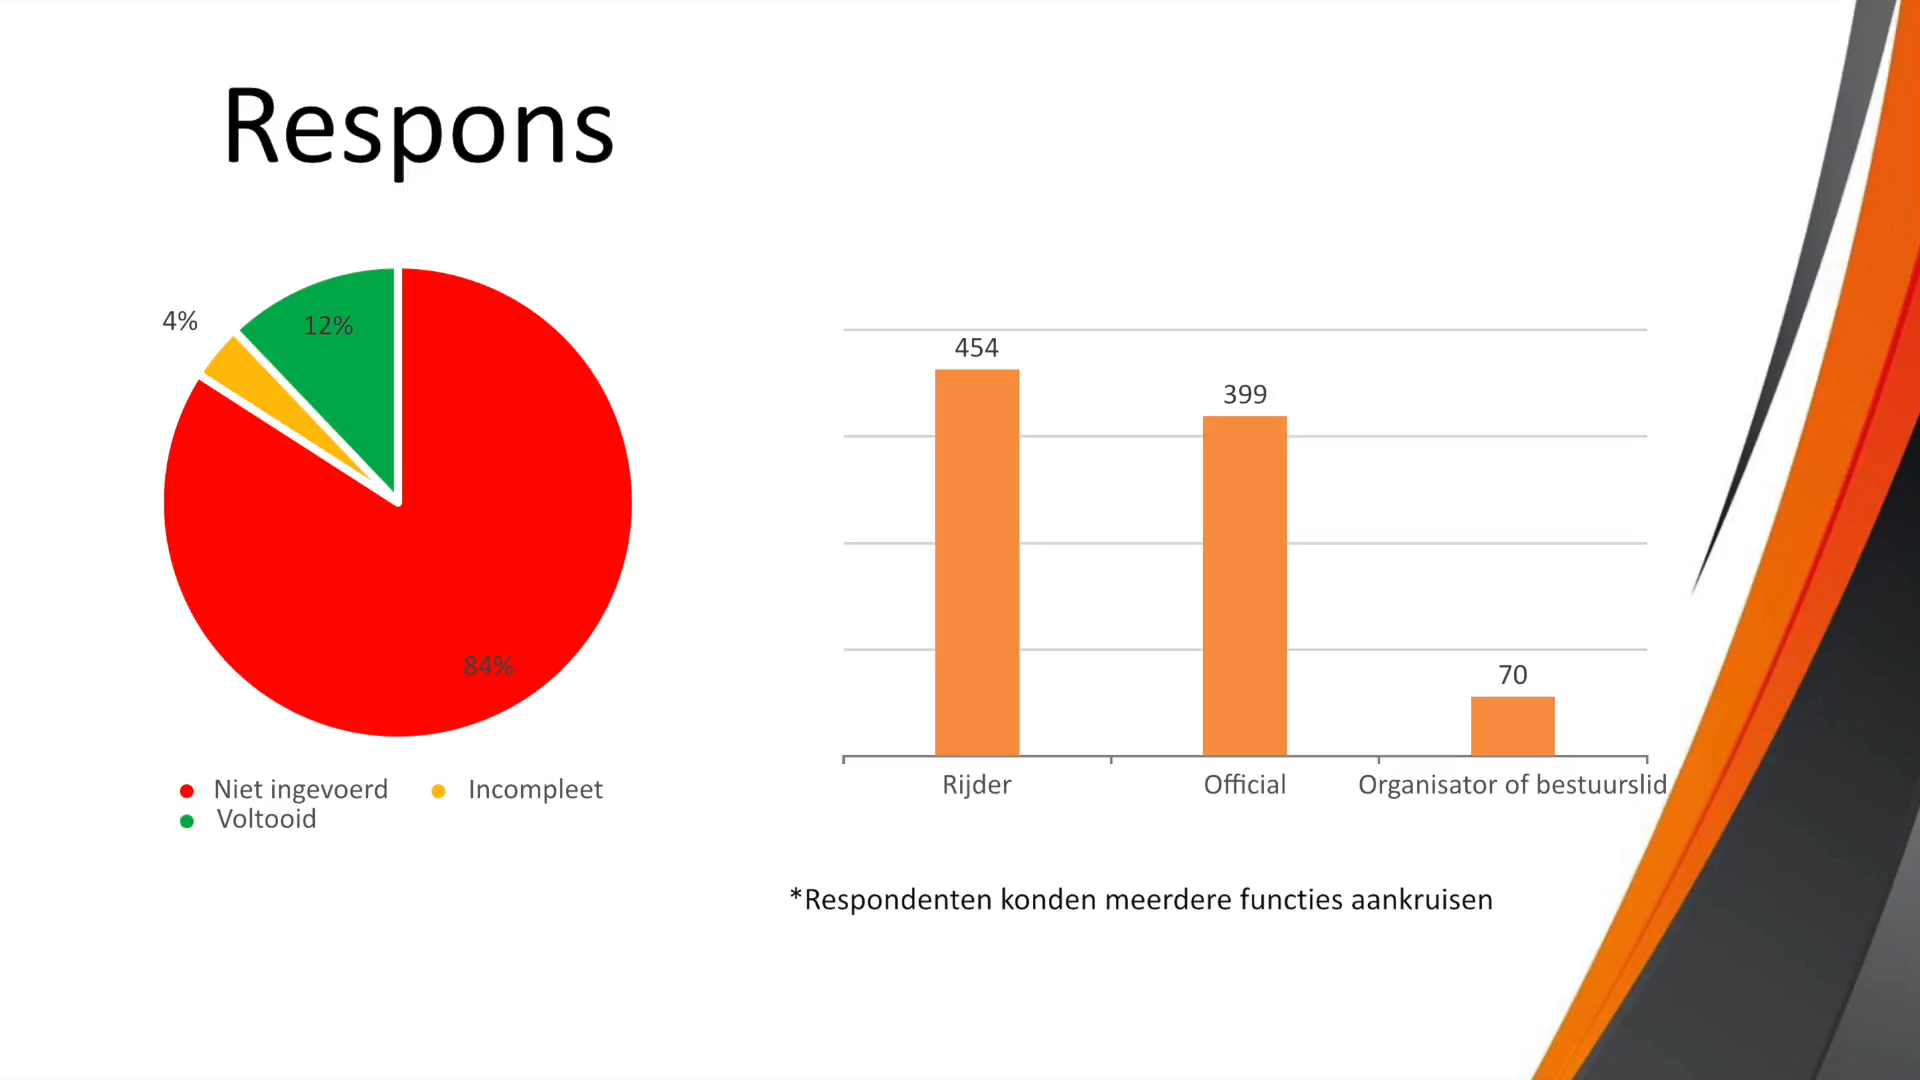 Respons
4%
12%
84%
Niet ingevoerd
Incompleet
Voltooid
454
399
70
Rijder
Official
Organisator of bestuurslid
*Respondenten konden meerdere functies aankruisen